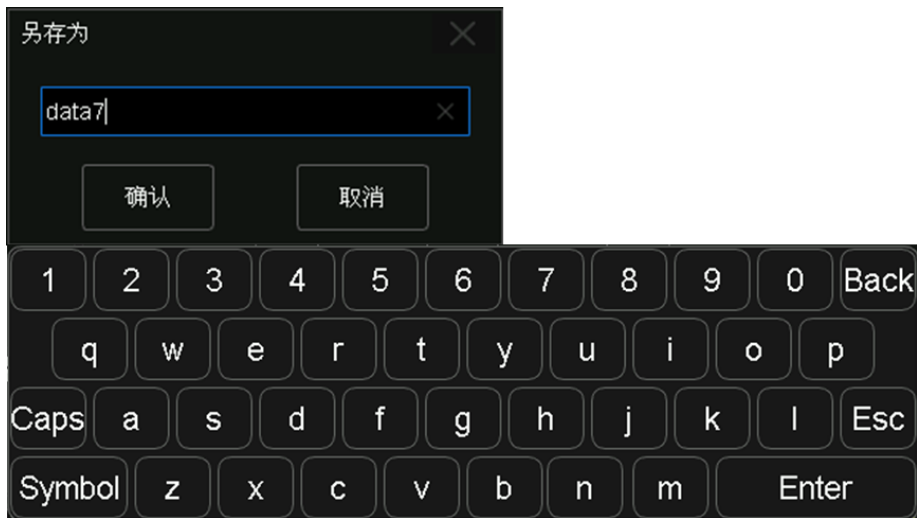 另存为
data7
确认 取消
1 2 3 4 5 6 7 8 9 0 Back
q w e r t y u i o p
Caps a s d f g h j k l Esc
Symbol z x c v b n m Enter